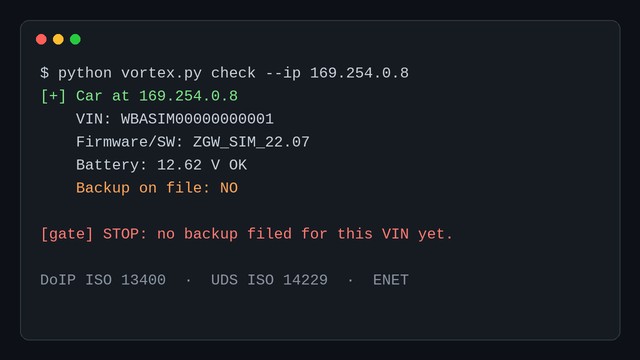 $ python vortex.py check --ip 169.254.0.8
[+] Car at 169.254.0.8
VIN: WBASIM00000000001
Firmware/SW: ZGW_SIM_22.07
Battery: 12.62 V OK
Backup on file: NO
[gate] STOP: no backup filed for this VIN yet.
DoIP ISO 13400 · UDS ISO 14229 · ENET